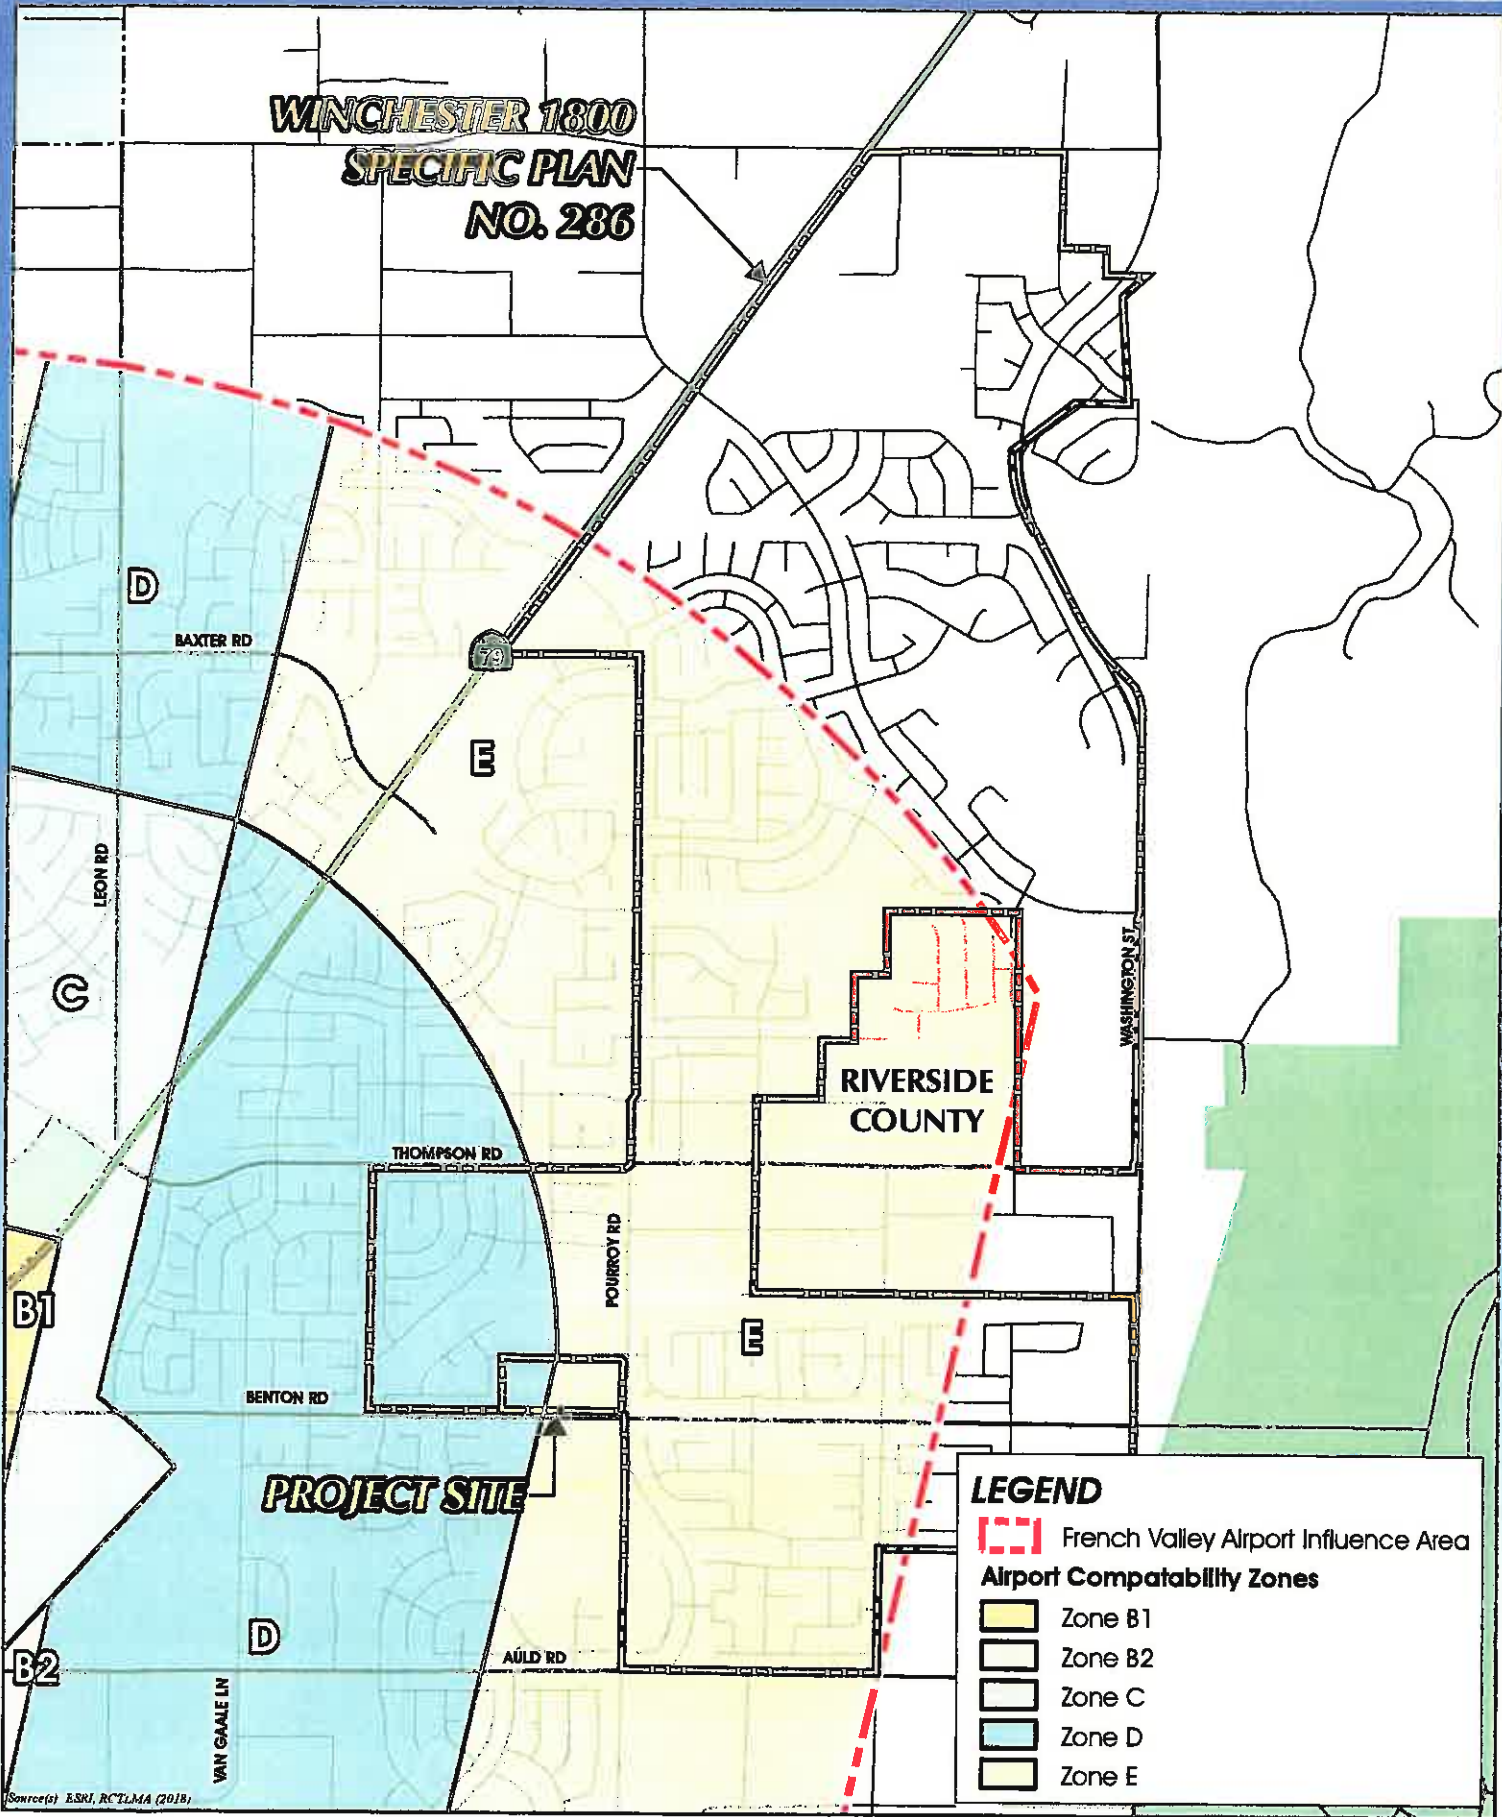 WINCHESTER 1800
SPECIFIC PLAN
NO. 286
D
BAXTER RD
79
E
LEON RD
C
WASHINGTON ST
RIVERSIDE
COUNTY
THOMPSON RD
POURROY RD
B1
E
BENTON RD
PROJECT SITE
D
B2
AULD RD
VAN GAALE LN
LEGEND
French Valley Airport Influence Area
Airport Compatability Zones
Zone B1
Zone B2
Zone C
Zone D
Zone E
Source(s) ESRI, RCTLMA (2018)